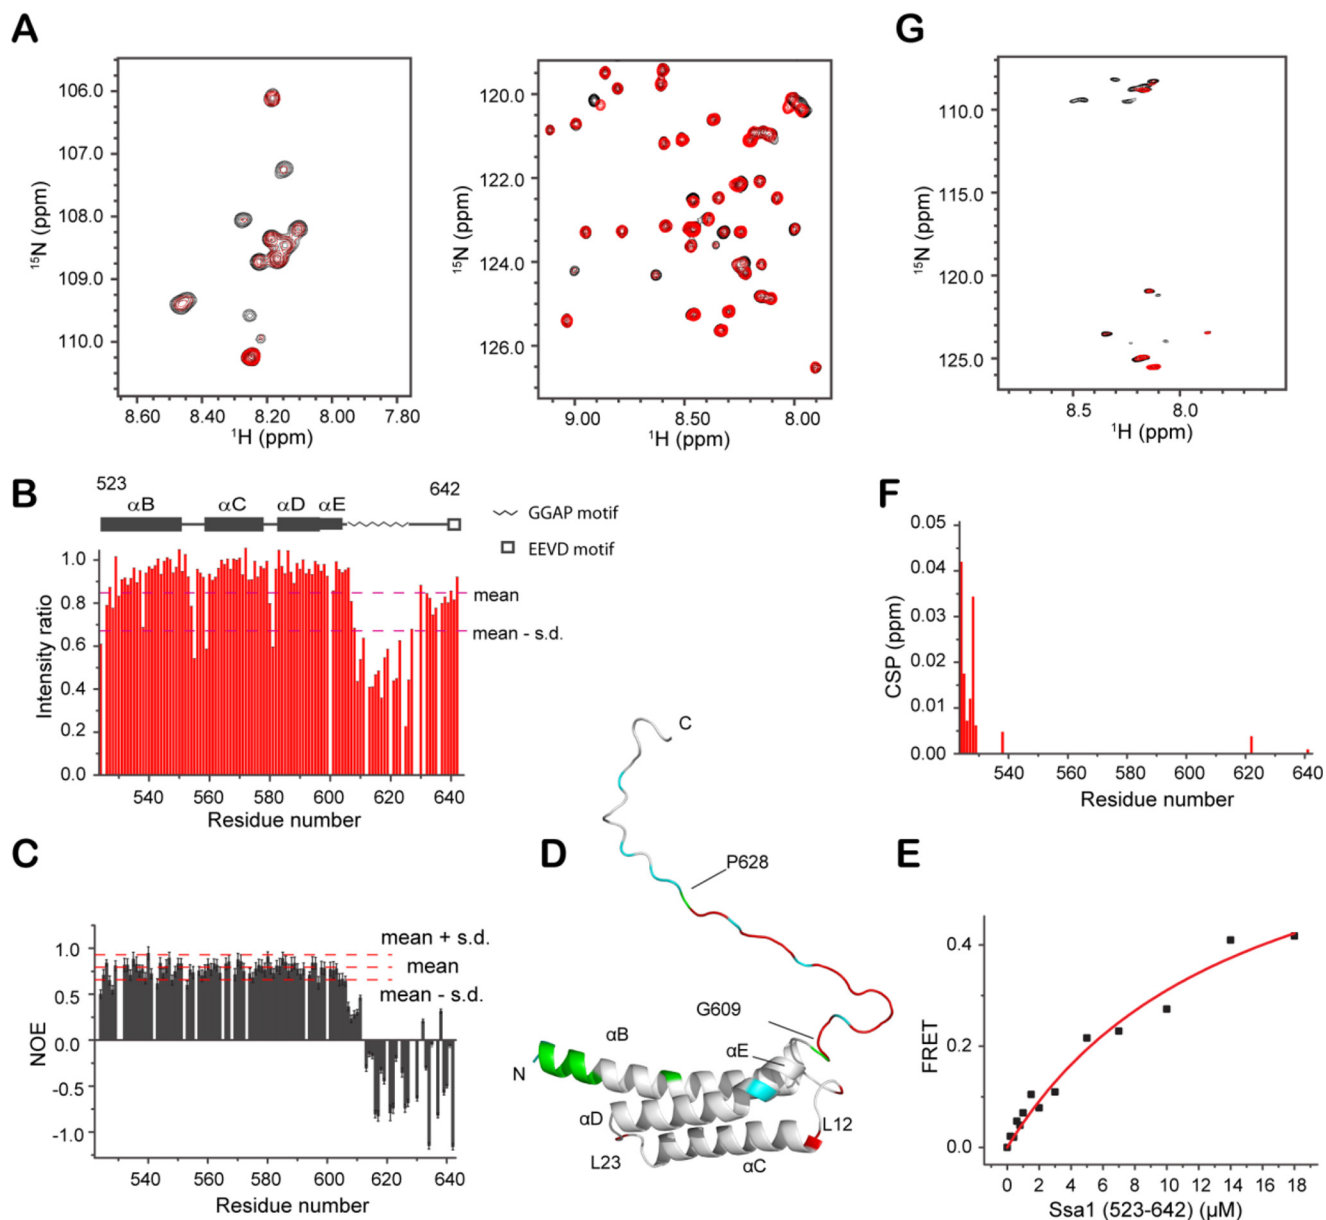 A
G
106.0
107.0
108.0
109.0
110.0
15N (ppm)
8.60 8.40 8.20 8.00 7.80
1H (ppm)
120.0
122.0
124.0
126.0
15N (ppm)
9.00 8.50 8.00
1H (ppm)
110.0
115.0
120.0
125.0
15N (ppm)
8.5 8.0
1H (ppm)
B
523
642
αB αC αD αE
GGAP motif
EEVD motif
1.0
0.8
0.6
0.4
0.2
0.0
Intensity ratio
mean
mean - s.d.
540 560 580 600 620 640
Residue number
F
0.05
0.04
0.03
0.02
0.01
0.00
CSP (ppm)
540 560 580 600 620 640
Residue number
C
1.0
0.5
0.0
-0.5
-1.0
NOE
mean + s.d.
mean
mean - s.d.
540 560 580 600 620 640
Residue number
D
C
P628
G609
αB
αE
N
αD
L12
L23
αC
E
0.4
0.2
0.0
FRET
0 2 4 6 8 10 12 14 16 18
Ssa1 (523-642) (μM)